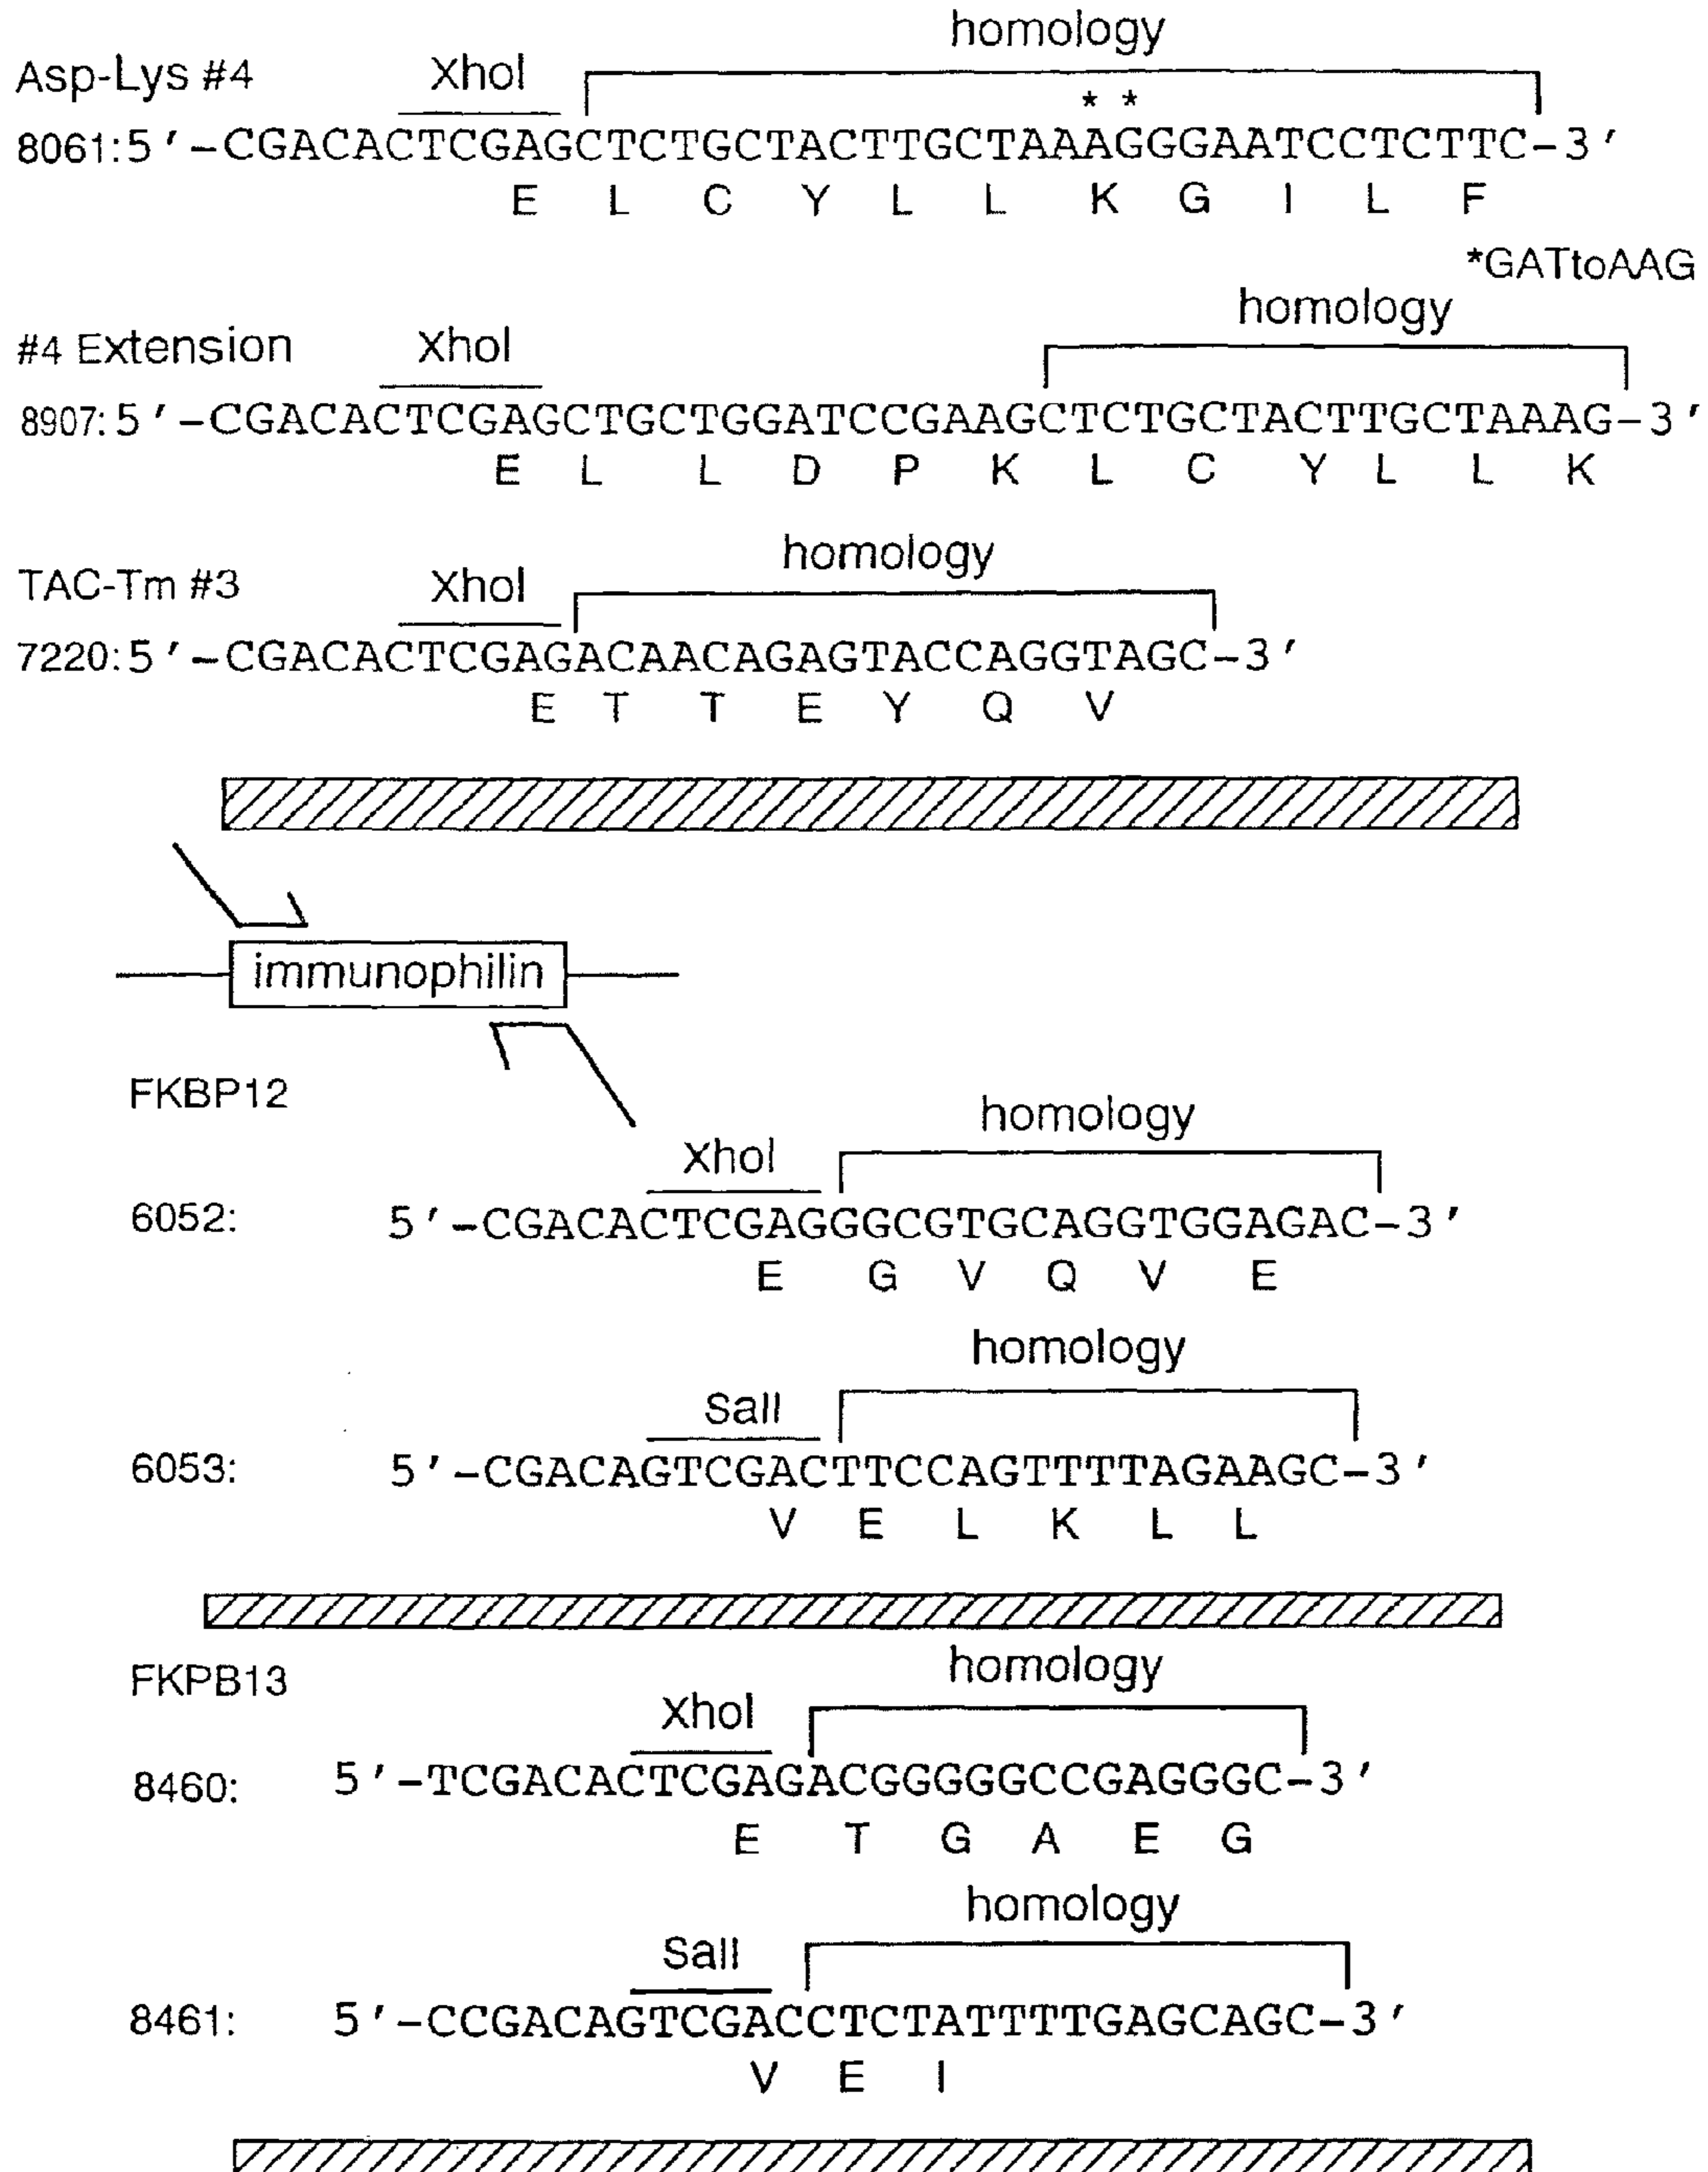 homology
Asp-Lys #4 XhoI
* *
8061:5'-CGACACTCGAGCTCTGCTACTTGCTAAAGGGAATCCTCTTC-3'
E L C Y L L K G I L F
*GATtoAAG
homology
#4 Extension XhoI
8907:5'-CGACACTCGAGCTGCTGGATCCGAAGCTCTGCTACTTGCTAAAG-3'
E L L D P K L C Y L L K
homology
TAC-Tm #3 XhoI
7220:5'-CGACACTCGAGACAACAGAGTACCAGGTAGC-3'
E T T E Y Q V
immunophilin
FKBP12
homology
XhoI
6052: 5'-CGACACTCGAGGGCGTGCAGGTGGAGAC-3'
E G V Q V E
homology
SalI
6053: 5'-CGACAGTCGACTTCCAGTTTTAGAAGC-3'
V E L K L L
FKPB13
homology
XhoI
8460: 5'-TCGACACTCGAGACGGGGGCCGAGGGC-3'
E T G A E G
homology
SalI
8461: 5'-CCGACAGTCGACCTCTATTTTGAGCAGC-3'
V E I